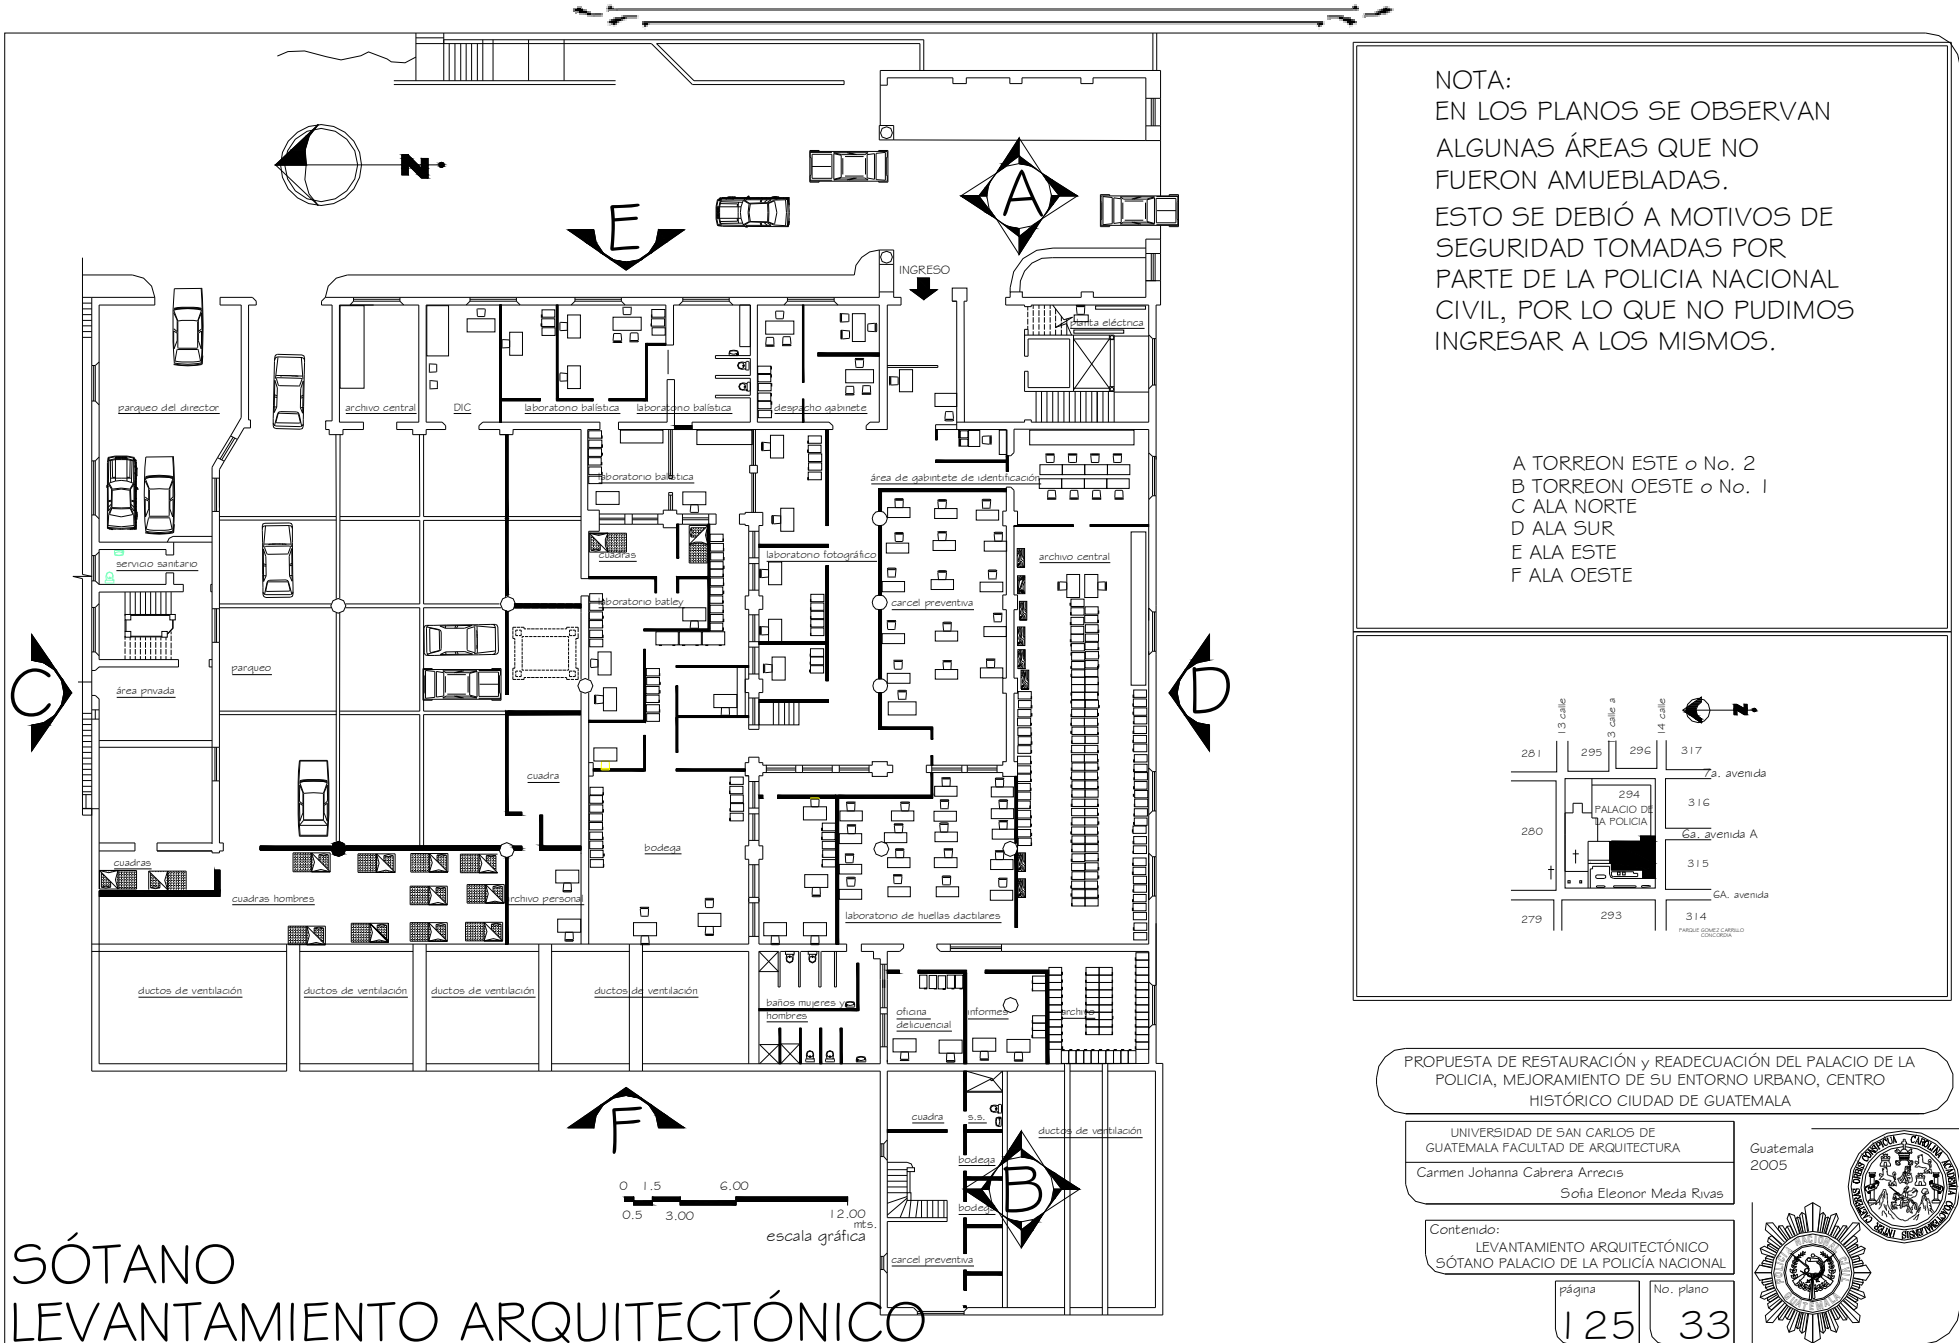 NOTA:
EN LOS PLANOS SE OBSERVAN
ALGUNAS ÁREAS QUE NO
FUERON AMUEBLADAS.
ESTO SE DEBIÓ A MOTIVOS DE
SEGURIDAD TOMADAS POR
PARTE DE LA POLICIA NACIONAL
CIVIL, POR LO QUE NO PUDIMOS
INGRESAR A LOS MISMOS.
A TORREON ESTE o No. 2
B TORREON OESTE o No. 1
C ALA NORTE
D ALA SUR
E ALA ESTE
F ALA OESTE
N
A
E
INGRESO
planta eléctrica
parqueo del director
archivo central
DIC
laboratorio balística
laboratorio balística
despacho gabinete
laboratorio balística
área de gabintete de identificación
servicio sanitario
cuadras
laboratorio fotográfico
archivo central
laboratorio batley
carcel preventiva
C
D
parqueo
área privada
cuadra
bodega
cuadras
cuadras hombres
archivo personal
laboratorio de huellas dactilares
ductos de ventilación
ductos de ventilación
ductos de ventilación
ductos de ventilación
baños mujeres y
hombres
oficina
delicuencial
informes
archivo
F
cuadra
s.s.
ductos de ventilación
bodega
B
bodega
carcel preventiva
0 1.5 6.00
0.5 3.00 12.00
mts.
escala gráfica
SÓTANO
LEVANTAMIENTO ARQUITECTÓNICO
13 calle
3 calle a
14 calle
N
281
295
296
317
7a. avenida
294
316
PALACIO DE
LA POLICIA
280
6a. avenida A
315
6A. avenida
279
293
314
PARQUE GOMEZ CARRILLO
CONCORDIA
PROPUESTA DE RESTAURACIÓN y READECUACIÓN DEL PALACIO DE LA
POLICIA, MEJORAMIENTO DE SU ENTORNO URBANO, CENTRO
HISTÓRICO CIUDAD DE GUATEMALA
UNIVERSIDAD DE SAN CARLOS DE
GUATEMALA FACULTAD DE ARQUITECTURA
Carmen Johanna Cabrera Arrecis
Sofia Eleonor Meda Rivas
Guatemala
2005
Contenido:
LEVANTAMIENTO ARQUITECTÓNICO
SÓTANO PALACIO DE LA POLICÍA NACIONAL
página
125
No. plano
33
POLICIA NACIONAL CIVIL
GUATEMALA